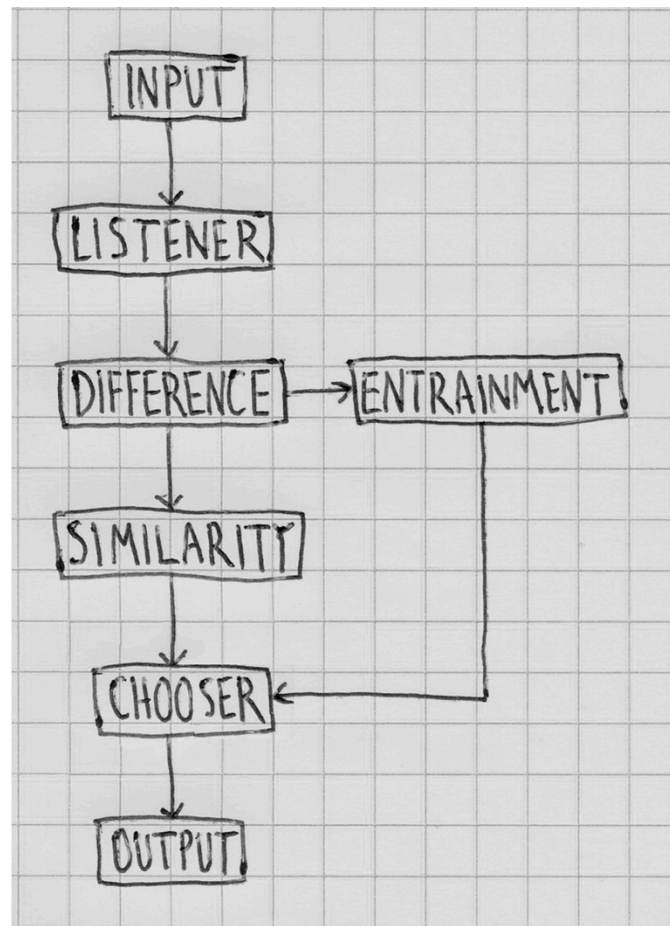 INPUT
LISTENER
DIFFERENCE
ENTRAINMENT
SIMILARITY
CHOOSER
OUTPUT